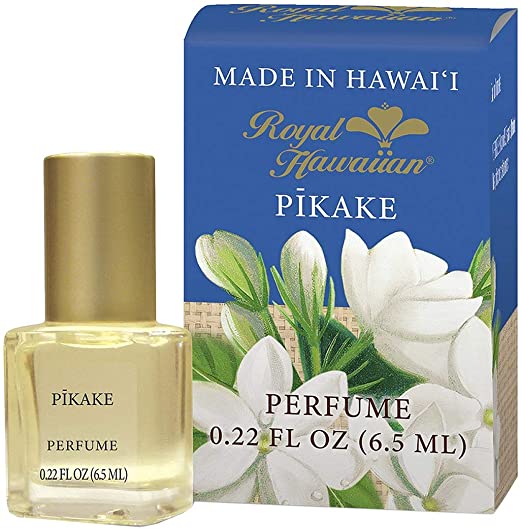 MADE IN HAWAIʻI
Royal
Hawaiian®
PĪKAKE
PERFUME
0.22 FL OZ (6.5 ML)
PĪKAKE
PERFUME
0.22 FL OZ (6.5 ML)